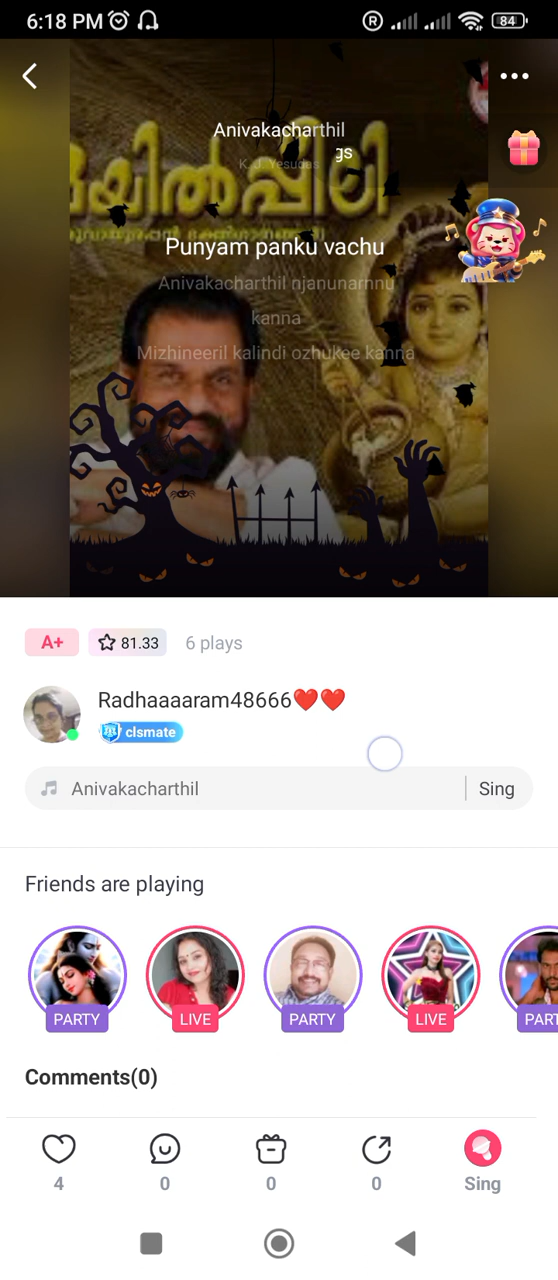 6:18 PM
R
84
Anivakacharthil
gs
K. J. Yesudas
യിൽപ്പീലി
Punyam panku vachu
Anivakacharthil njanunarnnu
kanna
Mizhineeril kalindi ozhukee kanna
A+
81.33
6 plays
Radhaaaaram48666❤️❤️
clsmate
Anivakacharthil
Sing
Friends are playing
PARTY
LIVE
PARTY
LIVE
PART
Comments(0)
4
0
0
0
Sing